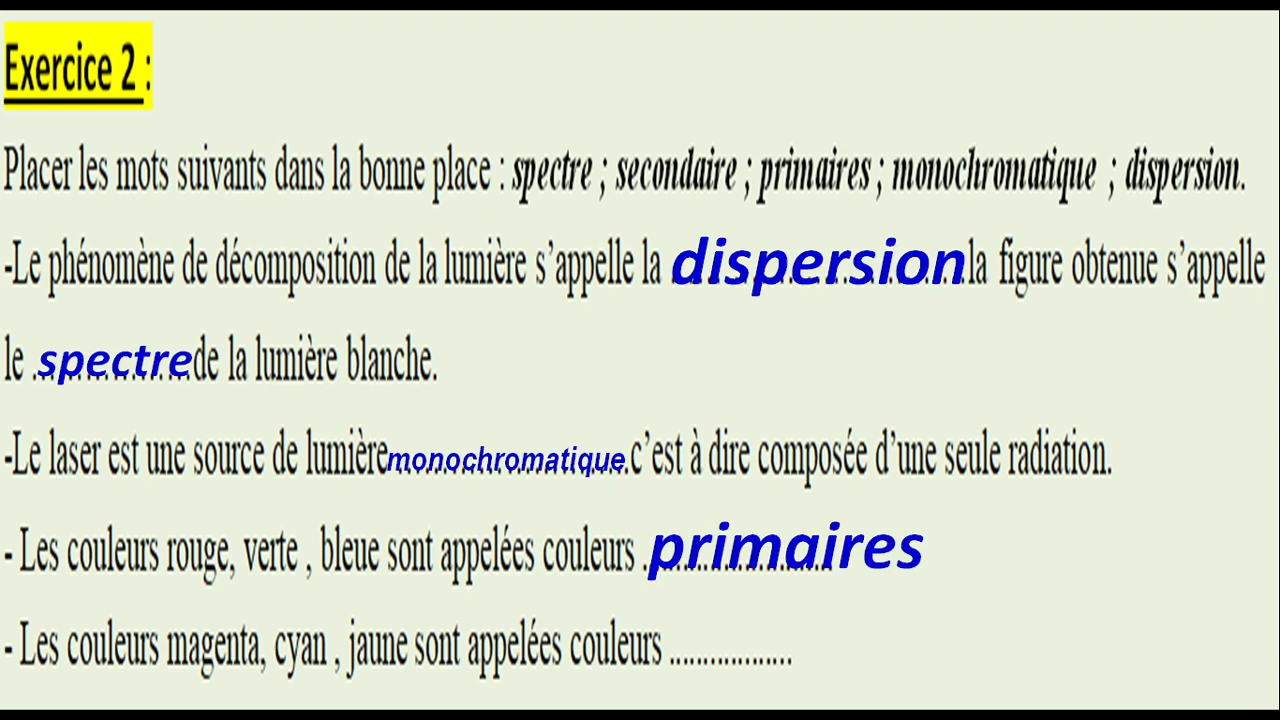 Exercice 2 :
Placer les mots suivants dans la bonne place : spectre ; secondaire ; primaires ; monochromatique ; dispersion.
-Le phénomène de décomposition de la lumière s’appelle la dispersion la figure obtenue s’appelle
le .spectre de la lumière blanche.
-Le laser est une source de lumière monochromatique.c’est à dire composée d’une seule radiation.
- Les couleurs rouge, verte , bleue sont appelées couleurs .primaires
- Les couleurs magenta, cyan , jaune sont appelées couleurs ..................